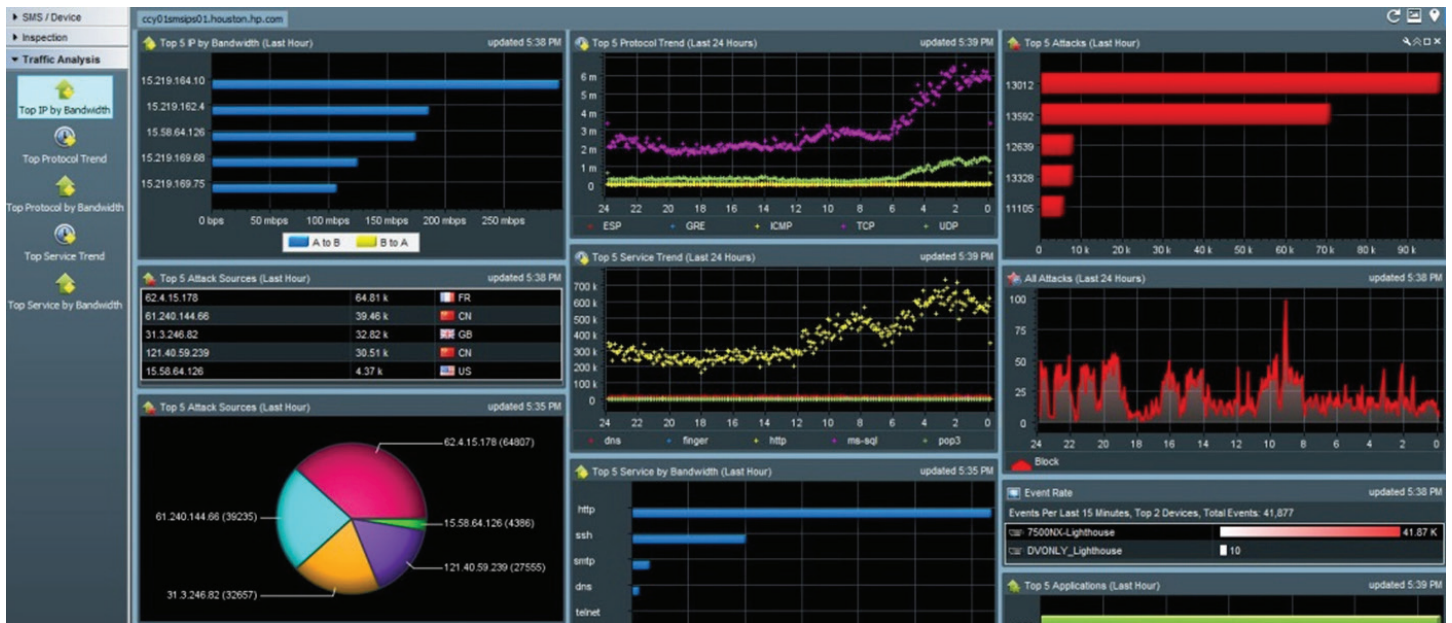 SMS / Device
Inspection
Traffic Analysis
Top IP by Bandwidth
Top Protocol Trend
Top Protocol by Bandwidth
Top Service Trend
Top Service by Bandwidth
ccy01smsips01.houston.hp.com
Top 5 IP by Bandwidth (Last Hour) updated 5:38 PM
15.219.164.10
15.219.162.4
15.58.64.126
15.219.169.68
15.219.169.75
0 bps 50 mbps 100 mbps 150 mbps 200 mbps 250 mbps
A to B B to A
Top 5 Attack Sources (Last Hour) updated 5:38 PM
62.4.15.178 64.81 k FR
61.240.144.66 39.46 k CN
31.3.246.82 32.82 k GB
121.40.59.239 30.51 k CN
15.58.64.126 4.37 k US
Top 5 Attack Sources (Last Hour) updated 5:35 PM
62.4.15.178 (64807)
61.240.144.66 (39235)
15.58.64.126 (4386)
121.40.59.239 (27555)
31.3.246.82 (32657)
Top 5 Protocol Trend (Last 24 Hours) updated 5:39 PM
6 m
5 m
4 m
3 m
2 m
1 m
0
24 22 20 18 16 14 12 10 8 6 4 2 0
ESP GRE ICMP TCP UDP
Top 5 Service Trend (Last 24 Hours) updated 5:39 PM
700 k
600 k
500 k
400 k
300 k
200 k
100 k
0
24 22 20 18 16 14 12 10 8 6 4 2 0
dns finger http ms-sql pop3
Top 5 Service by Bandwidth (Last Hour) updated 5:35 PM
http
ssh
smtp
dns
telnet
Top 5 Attacks (Last Hour)
13012
13592
12639
13328
11105
0 10 k 20 k 30 k 40 k 50 k 60 k 70 k 80 k 90 k
All Attacks (Last 24 Hours) updated 5:38 PM
100
75
50
25
0
24 22 20 18 16 14 12 10 8 6 4 2 0
Block
Event Rate updated 5:38 PM
Events Per Last 15 Minutes, Top 2 Devices, Total Events: 41,877
7500NX-Lighthouse 41.87 K
DVONLY_Lighthouse 10
Top 5 Applications (Last Hour) updated 5:39 PM